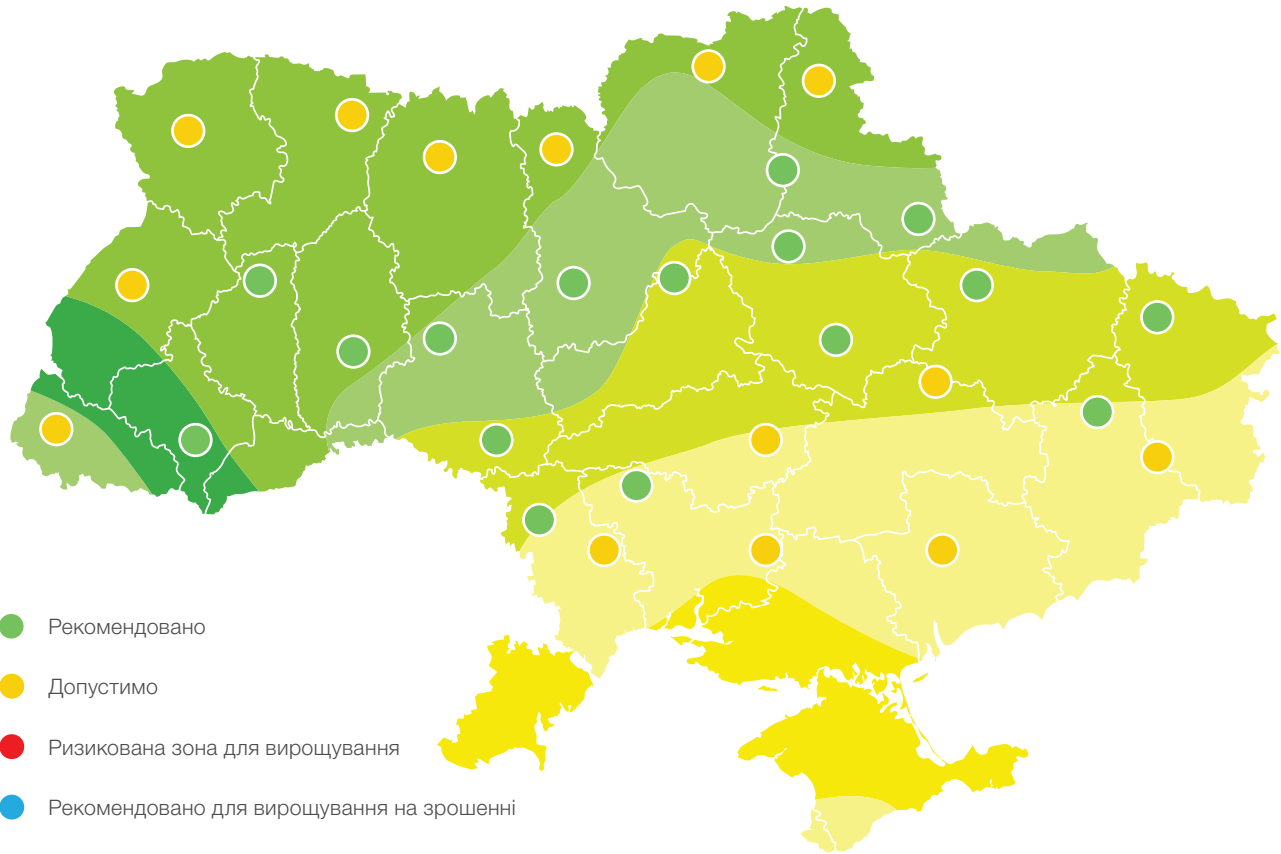 Рекомендовано
Допустимо
Ризикована зона для вирощування
Рекомендовано для вирощування на зрошенні